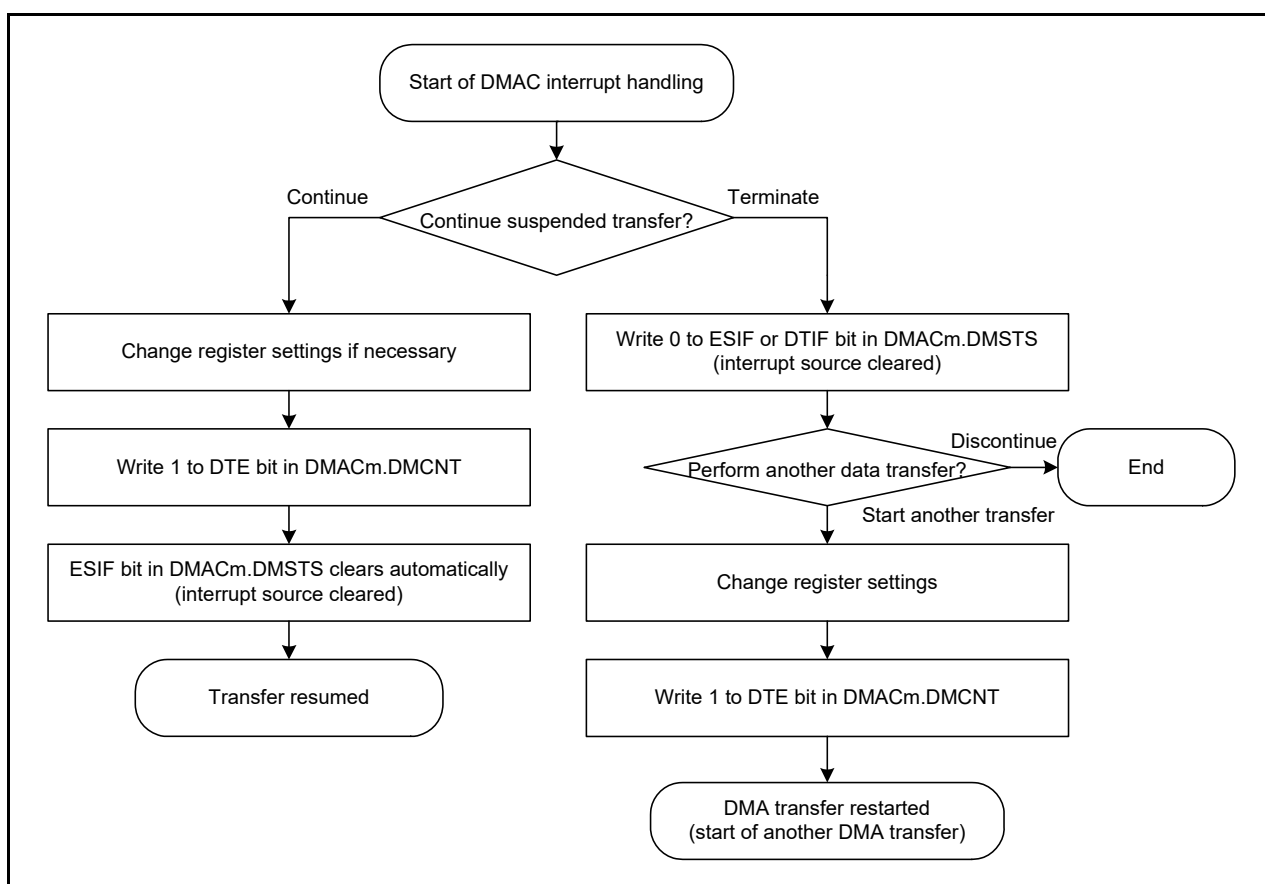 Start of DMAC interrupt handling
Continue
Terminate
Continue suspended transfer?
Change register settings if necessary
Write 1 to DTE bit in DMACm.DMCNT
ESIF bit in DMACm.DMSTS clears automatically
(interrupt source cleared)
Transfer resumed
Write 0 to ESIF or DTIF bit in DMACm.DMSTS
(interrupt source cleared)
Perform another data transfer?
Discontinue
End
Start another transfer
Change register settings
Write 1 to DTE bit in DMACm.DMCNT
DMA transfer restarted
(start of another DMA transfer)